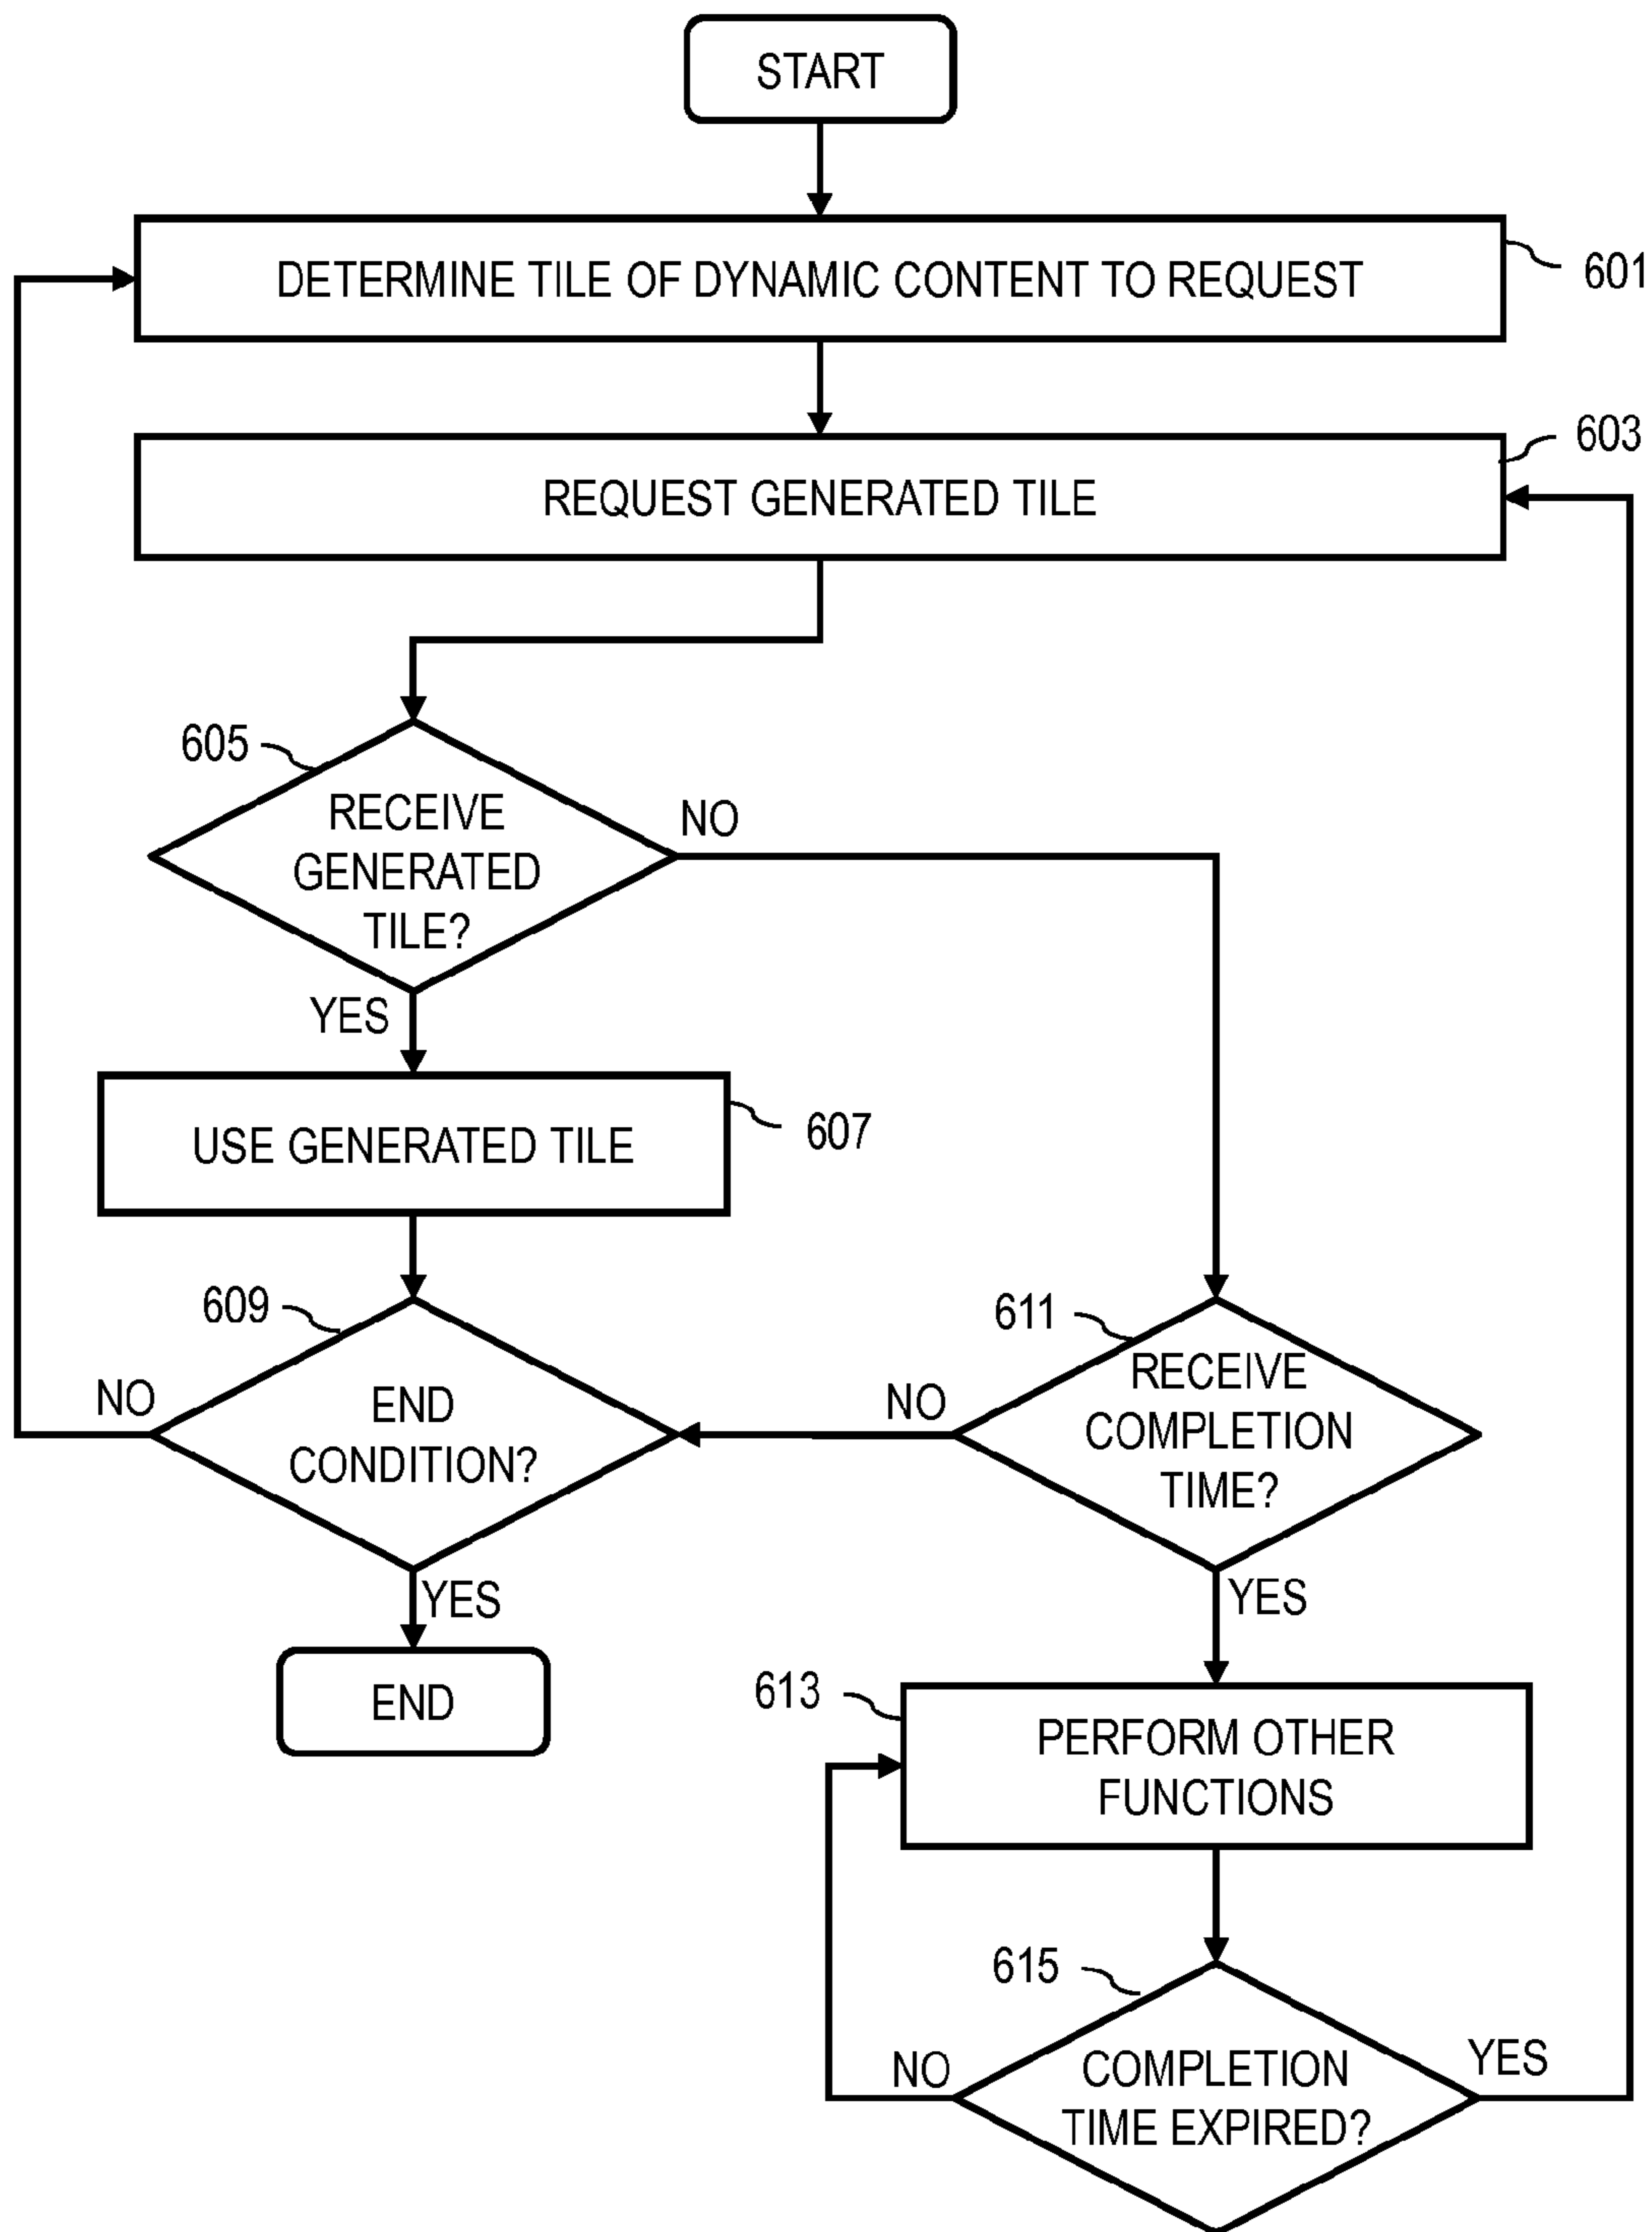 START
DETERMINE TILE OF DYNAMIC CONTENT TO REQUEST
601
603
REQUEST GENERATED TILE
605
RECEIVE
GENERATED
TILE?
NO
YES
USE GENERATED TILE
607
609
END
CONDITION?
NO
YES
END
611
RECEIVE
COMPLETION
TIME?
NO
YES
613
PERFORM OTHER
FUNCTIONS
615
COMPLETION
TIME EXPIRED?
NO
YES